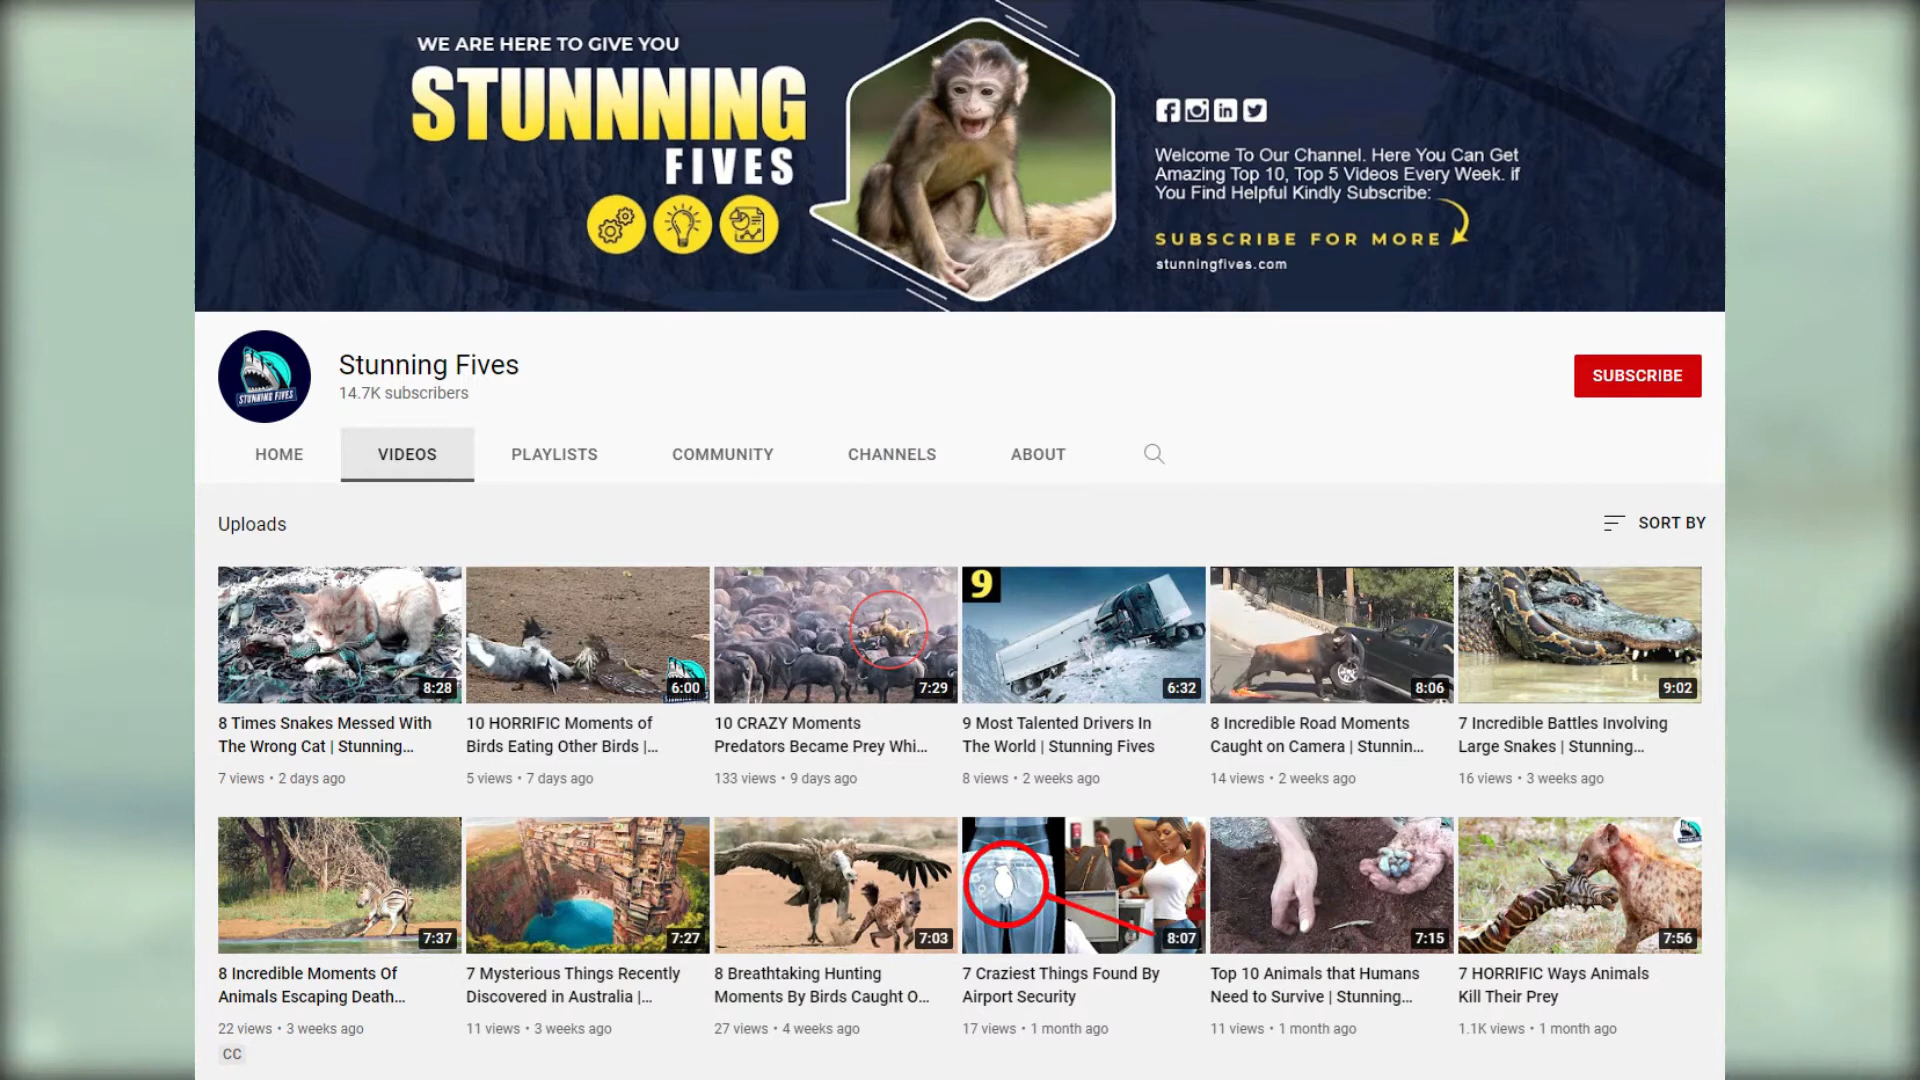 WE ARE HERE TO GIVE YOU
STUNNNING
FIVES
Welcome To Our Channel. Here You Can Get
Amazing Top 10, Top 5 Videos Every Week. if
You Find Helpful Kindly Subscribe:
SUBSCRIBE FOR MORE
stunningfives.com
STUNNING FIVES
Stunning Fives
14.7K subscribers
SUBSCRIBE
HOME VIDEOS PLAYLISTS COMMUNITY CHANNELS ABOUT
Uploads
SORT BY
8:28
8 Times Snakes Messed With
The Wrong Cat | Stunning...
7 views • 2 days ago
6:00
10 HORRIFIC Moments of
Birds Eating Other Birds |...
5 views • 7 days ago
7:29
10 CRAZY Moments
Predators Became Prey Whi...
133 views • 9 days ago
9
6:32
9 Most Talented Drivers In
The World | Stunning Fives
8 views • 2 weeks ago
8:06
8 Incredible Road Moments
Caught on Camera | Stunnin...
14 views • 2 weeks ago
9:02
7 Incredible Battles Involving
Large Snakes | Stunning...
16 views • 3 weeks ago
7:37
8 Incredible Moments Of
Animals Escaping Death...
22 views • 3 weeks ago
CC
7:27
7 Mysterious Things Recently
Discovered in Australia |...
11 views • 3 weeks ago
7:03
8 Breathtaking Hunting
Moments By Birds Caught O...
27 views • 4 weeks ago
8:07
7 Craziest Things Found By
Airport Security
17 views • 1 month ago
7:15
Top 10 Animals that Humans
Need to Survive | Stunning...
11 views • 1 month ago
7:56
7 HORRIFIC Ways Animals
Kill Their Prey
1.1K views • 1 month ago